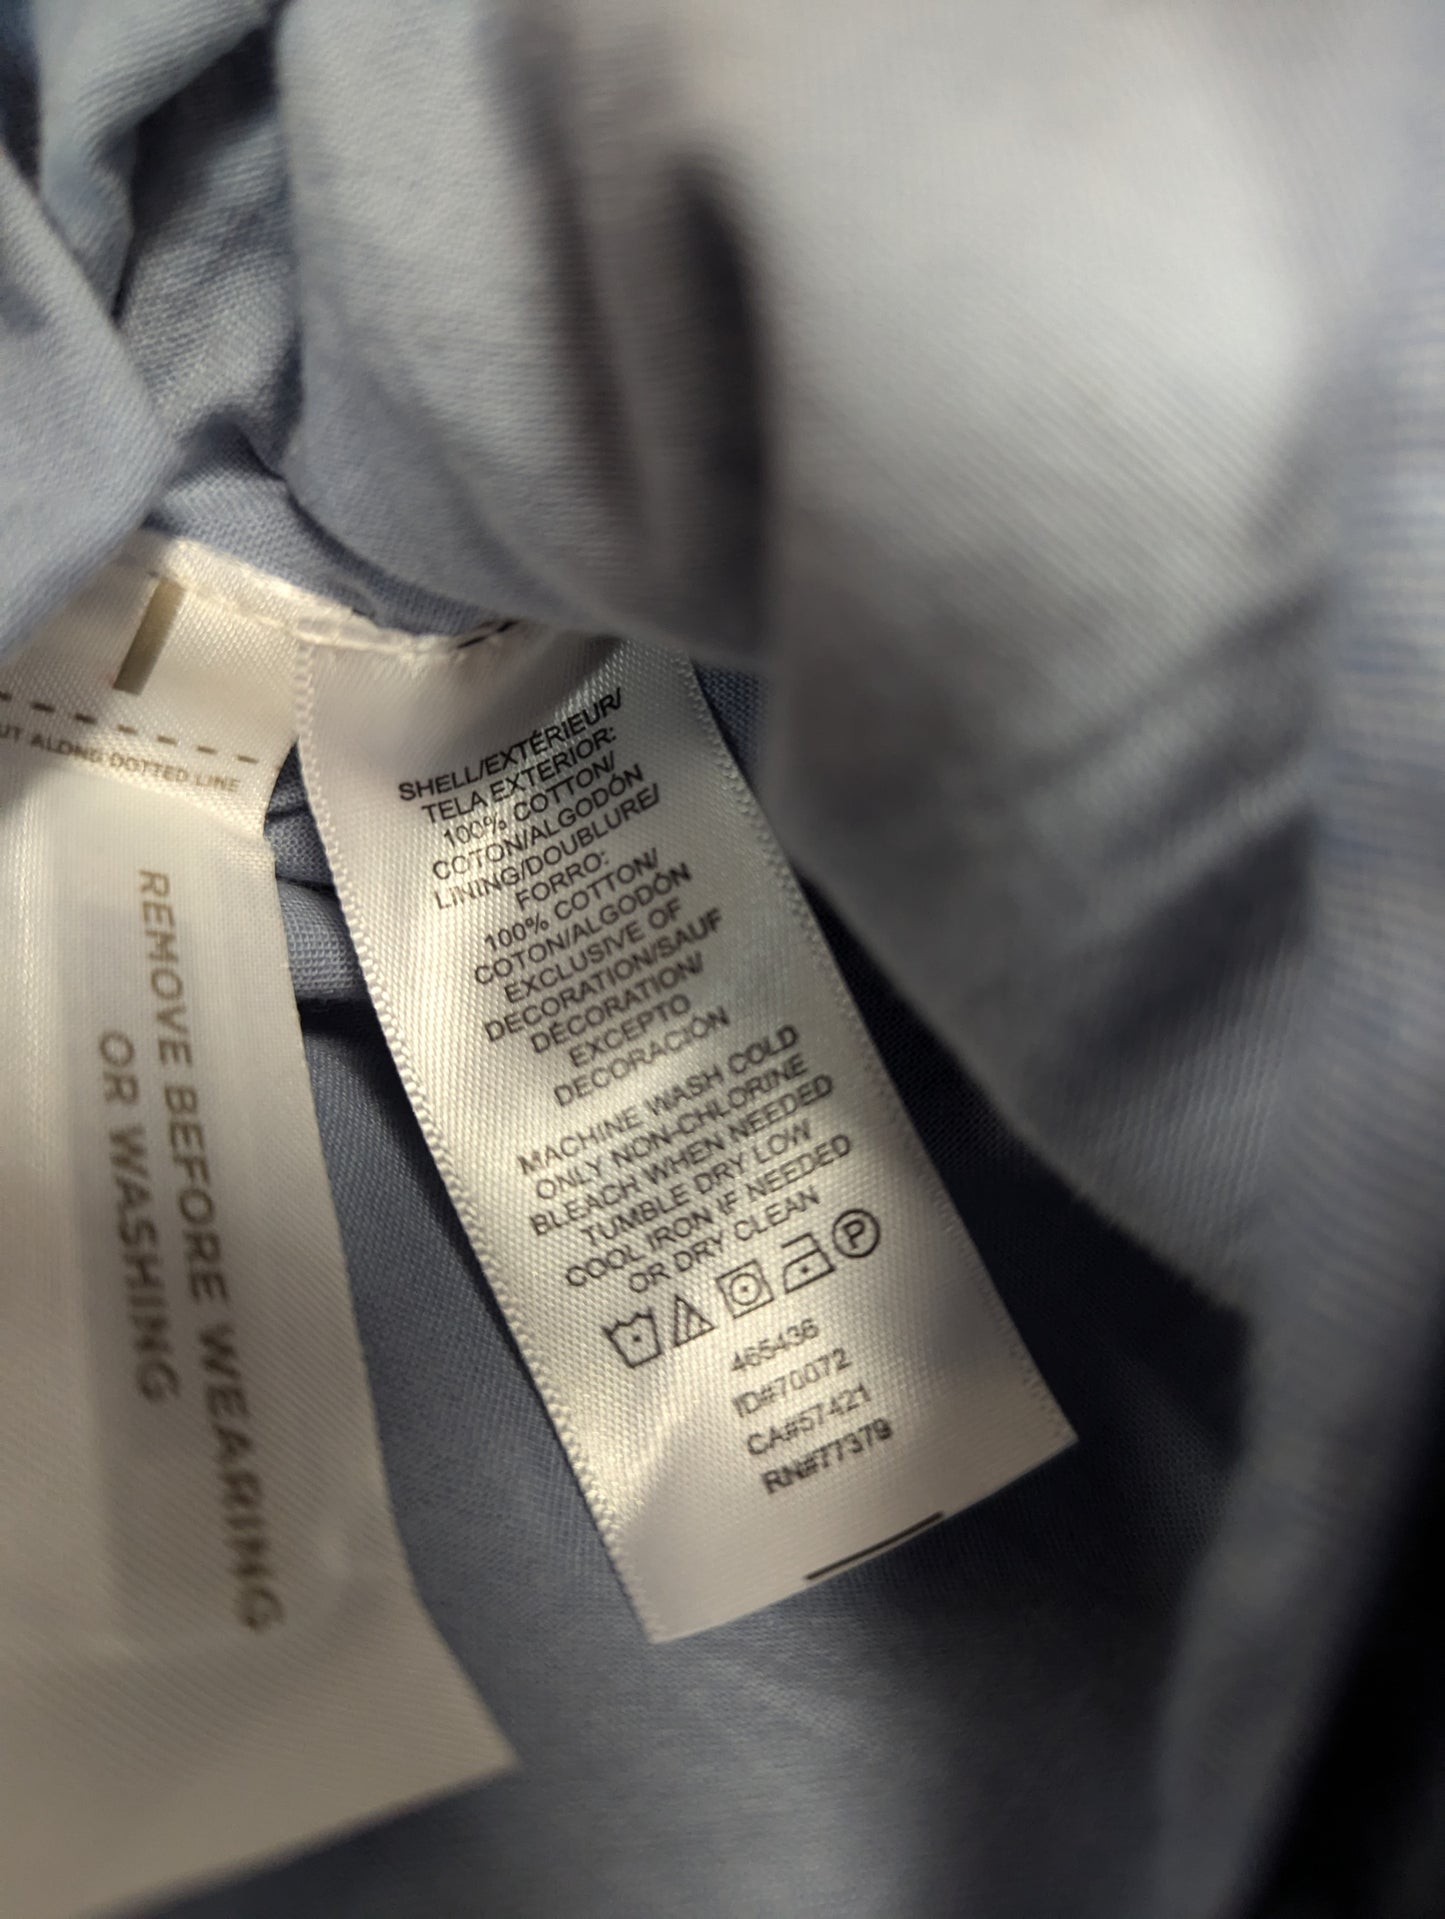 CUT ALONG DOTTED LINE
REMOVE BEFORE WEARING
OR WASHING
SHELL/EXTÉRIEUR/
TELA EXTERIOR:
100% COTTON/
COTON/ALGODÓN
LINING/DOUBLURE/
FORRO:
100% COTTON/
COTON/ALGODÓN
EXCLUSIVE OF
DECORATION/SAUF
DÉCORATION/
EXCEPTO
DECORACIÓN
MACHINE WASH COLD
ONLY NON-CHLORINE
BLEACH WHEN NEEDED
TUMBLE DRY LOW
COOL IRON IF NEEDED
OR DRY CLEAN
P
465436
ID#70072
CA#57421
RN#77379